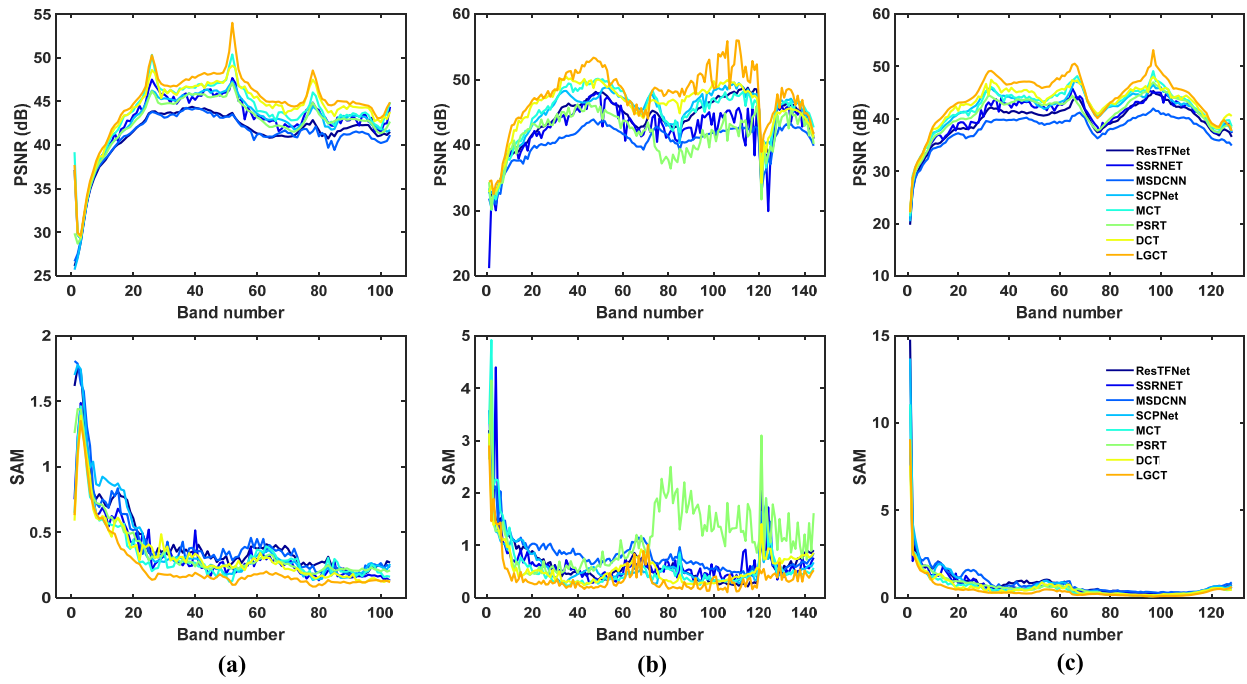 55
50
45
40
35
30
25
PSNR (dB)
0 20 40 60 80 100
Band number
60
50
40
30
20
PSNR (dB)
0 20 40 60 80 100 120 140
Band number
60
50
40
30
20
10
PSNR (dB)
0 20 40 60 80 100 120
Band number
ResTFNet
SSRNET
MSDCNN
SCPNet
MCT
PSRT
DCT
LGCT
2
1.5
1
0.5
0
SAM
0 20 40 60 80 100
Band number
5
4
3
2
1
0
SAM
0 20 40 60 80 100 120 140
Band number
15
10
5
0
SAM
0 20 40 60 80 100 120
Band number
ResTFNet
SSRNET
MSDCNN
SCPNet
MCT
PSRT
DCT
LGCT
(a)
(b)
(c)